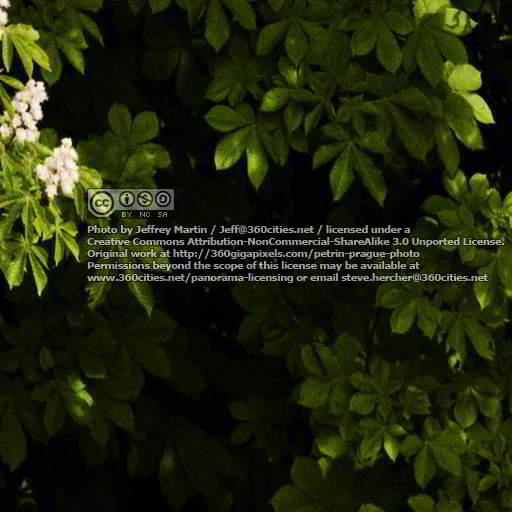 cc BY NC SA
Photo by Jeffrey Martin / Jeff@360cities.net / licensed under a
Creative Commons Attribution-NonCommercial-ShareAlike 3.0 Unported License.
Original work at http://360gigapixels.com/petrin-prague-photo
Permissions beyond the scope of this license may be available at
www.360cities.net/panorama-licensing or email steve.hercher@360cities.net